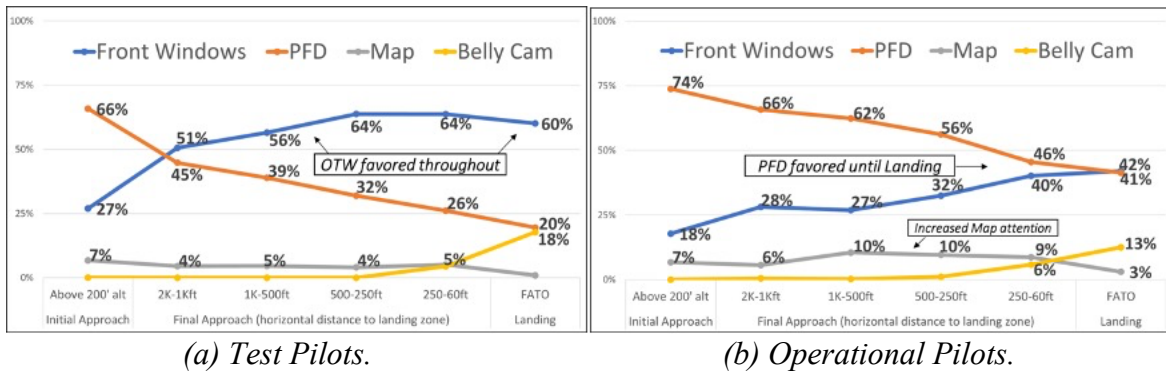 100%
Front Windows PFD Map Belly Cam
75%
66%
64% 64% 60%
51% 56%
50%
OTW favored throughout
45%
39%
32%
27%
26%
25%
20%
18%
7% 4% 5% 4% 5%
0%
Above 200' alt 2K-1Kft 1K-500ft 500-250ft 250-60ft FATO
Initial Approach Final Approach (horizontal distance to landing zone) Landing
(a) Test Pilots.
100%
Front Windows PFD Map Belly Cam
75%
74%
66%
62%
56%
50%
46%
42%
41%
PFD favored until Landing
40%
32%
28% 27%
25%
18%
Increased Map attention
7% 6% 10% 10% 9% 13%
6% 3%
0%
Above 200' alt 2K-1Kft 1K-500ft 500-250ft 250-60ft FATO
Initial Approach Final Approach (horizontal distance to landing zone) Landing
(b) Operational Pilots.